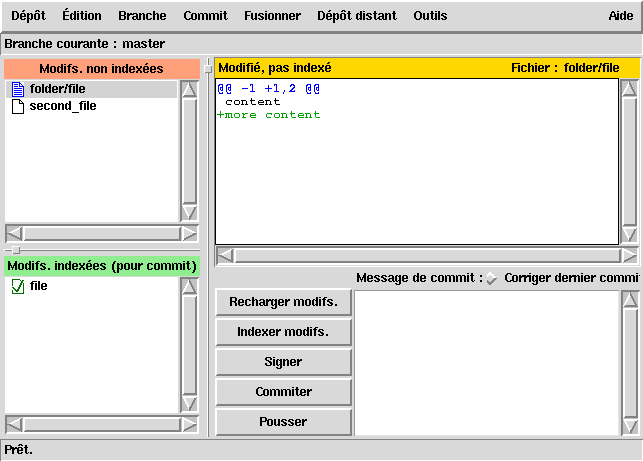 Dépôt Édition Branche Commit Fusionner Dépôt distant Outils Aide
Branche courante : master
Modifs. non indexées
folder/file
second_file
Modifié, pas indexé Fichier : folder/file
@@ -1 +1,2 @@
content
+more content
Modifs. indexées (pour commit)
file
Message de commit : Corriger dernier commi
Recharger modifs.
Indexer modifs.
Signer
Commiter
Pousser
Prêt.